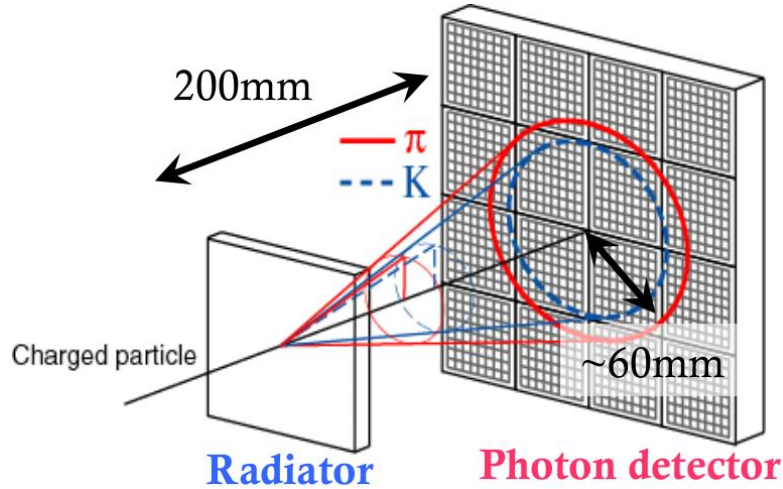 200mm
π
K
Charged particle
~60mm
Radiator
Photon detector